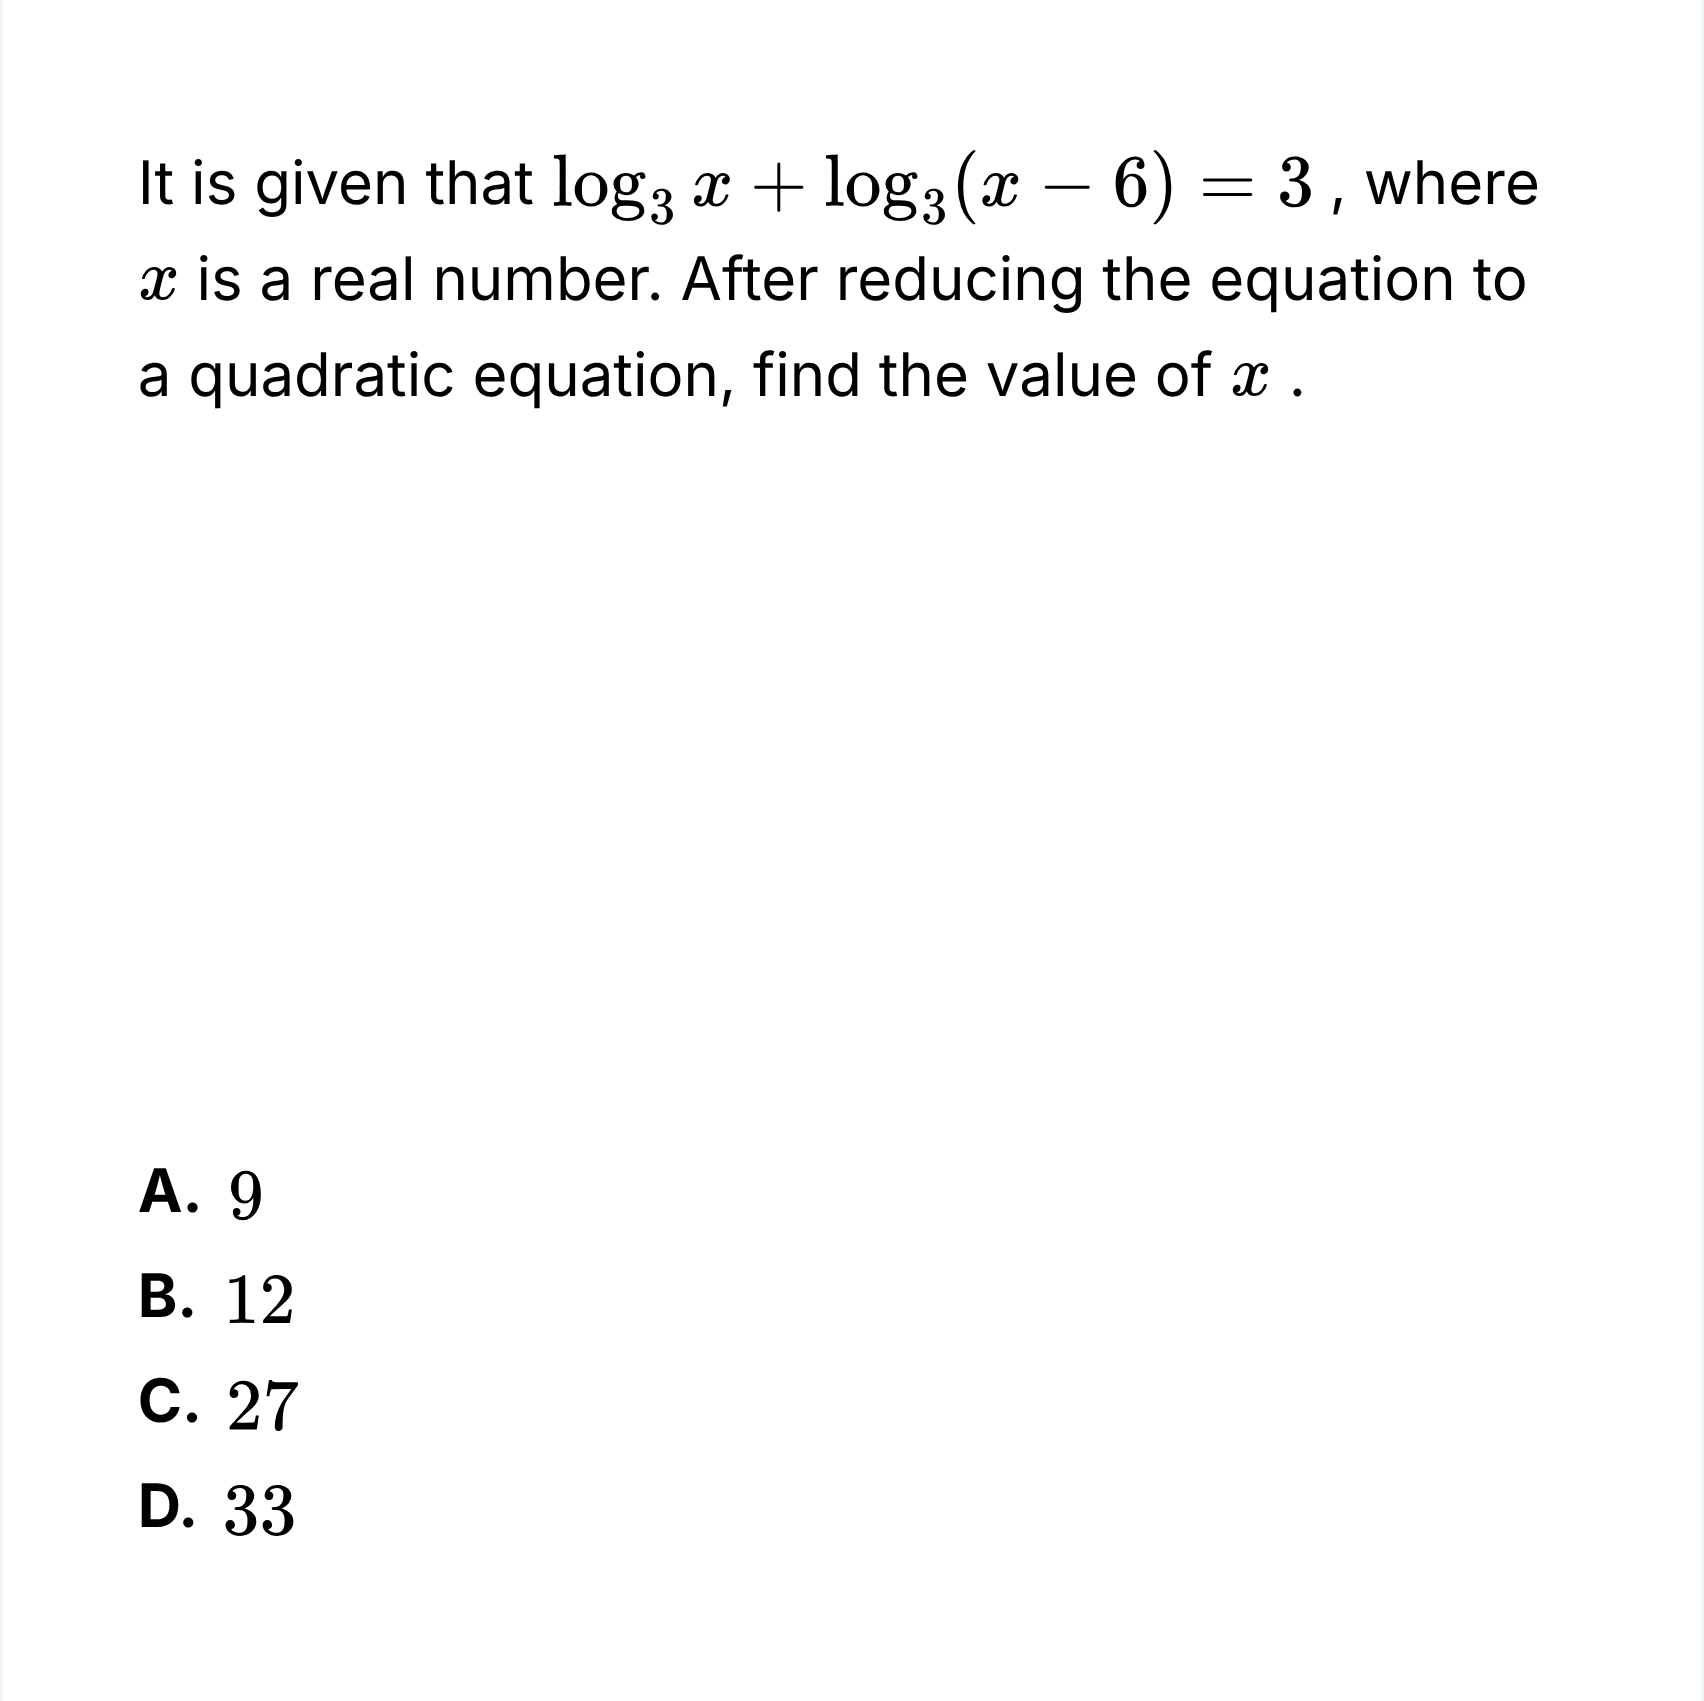 It is given that log₃ x + log₃(x − 6) = 3 , where
x is a real number. After reducing the equation to
a quadratic equation, find the value of x .
A. 9
B. 12
C. 27
D. 33